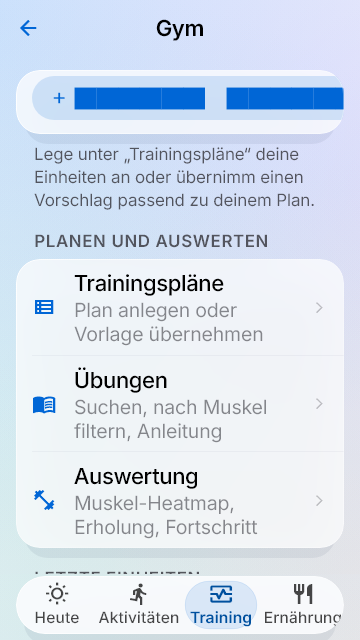 Gym
+
Lege unter „Trainingspläne“ deine
Einheiten an oder übernimm einen
Vorschlag passend zu deinem Plan.
PLANEN UND AUSWERTEN
Trainingspläne
Plan anlegen oder
Vorlage übernehmen
Übungen
Suchen, nach Muskel
filtern, Anleitung
Auswertung
Muskel-Heatmap,
Erholung, Fortschritt
LETZTE EINHEITEN
Heute Aktivitäten Training Ernährung